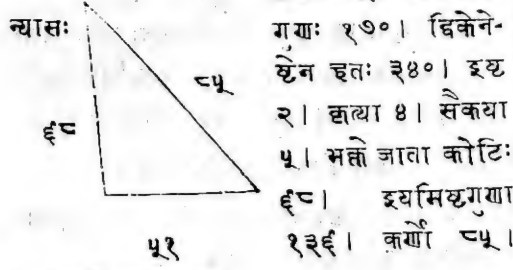 न्यासः
८५
६८
५१
गुणः १७० । द्विकेने-
ष्टेन हतः ३४० । इष्ट
२ । कृत्या ४ । सैकया
५ । भक्ते जाता कोटिः
६८ । इयमिष्टगुणा
१३६ । कर्णो ८५ ।